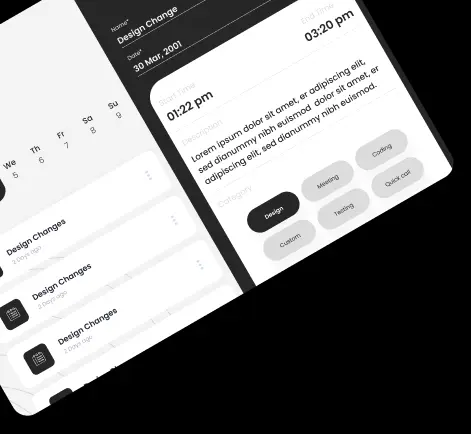 We Th Fr Sa Su
5 6 7 8 9
Design Changes
2 Days ago
Design Changes
2 Days ago
Design Changes
2 Days ago
Name*
Design Change
Date*
30 Mar, 2001
Start Time
01:22 pm
End Time
03:20 pm
Description
Lorem ipsum dolor sit amet, er adipiscing elit,
sed dianummy nibh euismod dolor sit amet, er
adipiscing elit, sed dianummy nibh euismod.
Category
Design Meeting Coding
Custom Testing Quick call